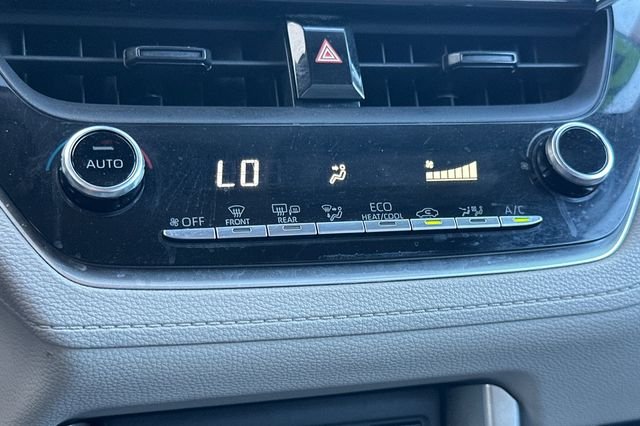 AUTO
LO
OFF
FRONT
REAR
ECO
HEAT/COOL
A/C